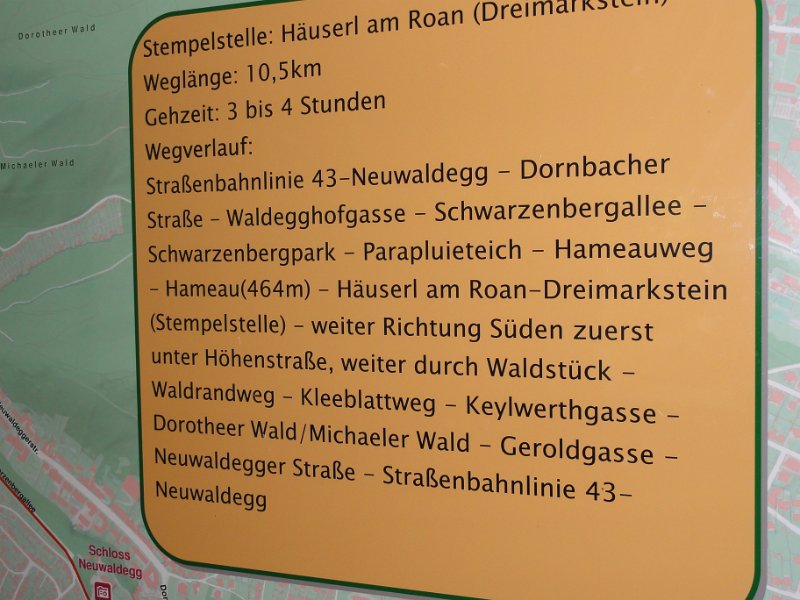 Dorotheer Wald
Michaeler Wald
Stempelstelle: Häuserl am Roan (Dreimarkstein)
Weglänge: 10,5km
Gehzeit: 3 bis 4 Stunden
Wegverlauf:
Straßenbahnlinie 43-Neuwaldegg - Dornbacher
Straße - Waldegghofgasse - Schwarzenbergallee -
Schwarzenbergpark - Parapluieteich - Hameauweg
- Hameau(464m) - Häuserl am Roan-Dreimarkstein
(Stempelstelle) - weiter Richtung Süden zuerst
unter Höhenstraße, weiter durch Waldstück -
Waldrandweg - Kleeblattweg - Keylwerthgasse -
Dorotheer Wald/Michaeler Wald - Geroldgasse -
Neuwaldegger Straße - Straßenbahnlinie 43-
Neuwaldegg
Schloss
Neuwaldegg